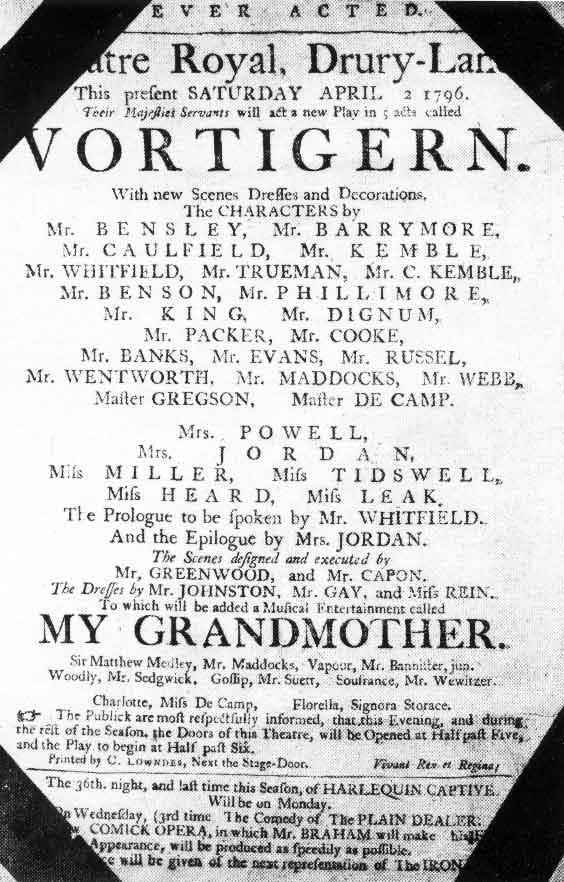 EVER ACTED.
atre Royal, Drury-Lan
This preſent SATURDAY APRIL 2 1796.
Their Majeſties Servants will act a new Play in 5 acts called
VORTIGERN.
With new Scenes Dreſſes and Decorations,
The CHARACTERS by
Mr. BENSLEY, Mr. BARRYMORE,
Mr. CAULFIELD, Mr. KEMBLE,
Mr. WHITFIELD, Mr. TRUEMAN, Mr. C. KEMBLE,
Mr. BENSON, Mr. PHILLIMORE,
Mr. KING, Mr. DIGNUM,
Mr. PACKER, Mr. COOKE,
Mr. BANKS, Mr. EVANS, Mr. RUSSEL,
Mr. WENTWORTH, Mr. MADDOCKS, Mr. WEBB,
Maſter GREGSON, Maſter DE CAMP.
Mrs. POWELL,
Mrs. JORDAN,
Miſs MILLER, Miſs TIDSWELL,
Miſs HEARD, Miſs LEAK.
The Prologue to be ſpoken by Mr. WHITFIELD.
And the Epilogue by Mrs. JORDAN.
The Scenes deſigned and executed by
Mr, GREENWOOD, and Mr. CAPON.
The Dreſſes by Mr. JOHNSTON, Mr. GAY, and Miſs REIN.
To which will be added a Muſical Entertainment called
MY GRANDMOTHER.
Sir Matthew Medley, Mr. Maddocks, Vapour, Mr. Banniſter, jun.
Woodly, Mr. Sedgwick, Goſſip, Mr. Suett, Soufrance, Mr. Wewitzer.
Charlotte, Miſs De Camp, Florella, Signora Storace.
☞ The Publick are moſt reſpectfully informed, that this Evening, and during
the reſt of the Seaſon, the Doors of this Theatre, will be Opened at Half paſt Five,
and the Play to begin at Half paſt Six.
Printed by C. LOWNDES, Next the Stage-Door. Vivant Rex et Regina!
The 36th. night, and laſt time this Seaſon, of HARLEQUIN CAPTIVE
Will be on Monday.
On Wedneſday, (3rd time The Comedy of The PLAIN DEALER.
COMICK OPERA, in which Mr. BRAHAM will make his
Appearance, will be produced as ſpeedily as poſſible.
ce will be given of the next repreſentation of The IRON